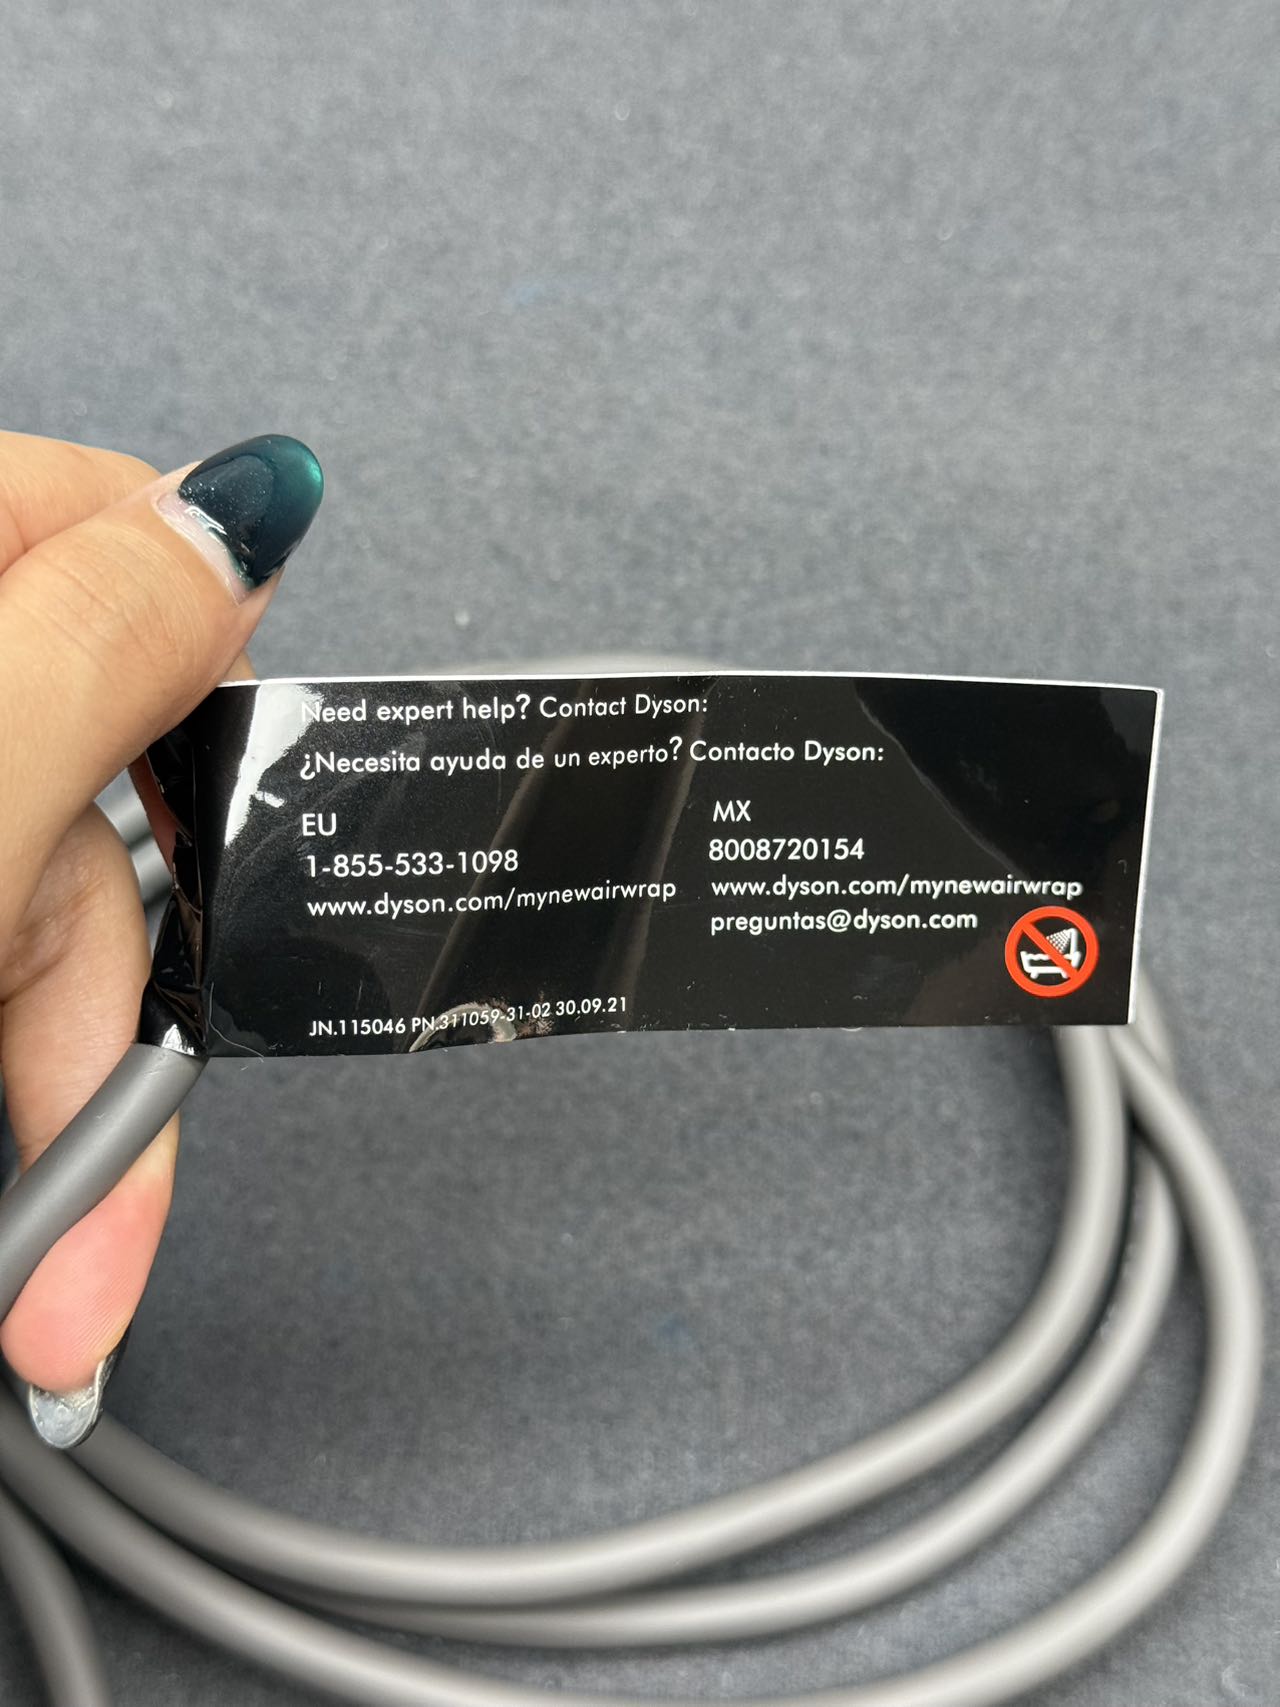 Need expert help? Contact Dyson:
¿Necesita ayuda de un experto? Contacto Dyson:
EU
1-855-533-1098
www.dyson.com/mynewairwrap
MX
8008720154
www.dyson.com/mynewairwrap
preguntas@dyson.com
JN.115046 PN.311059-31-02 30.09.21